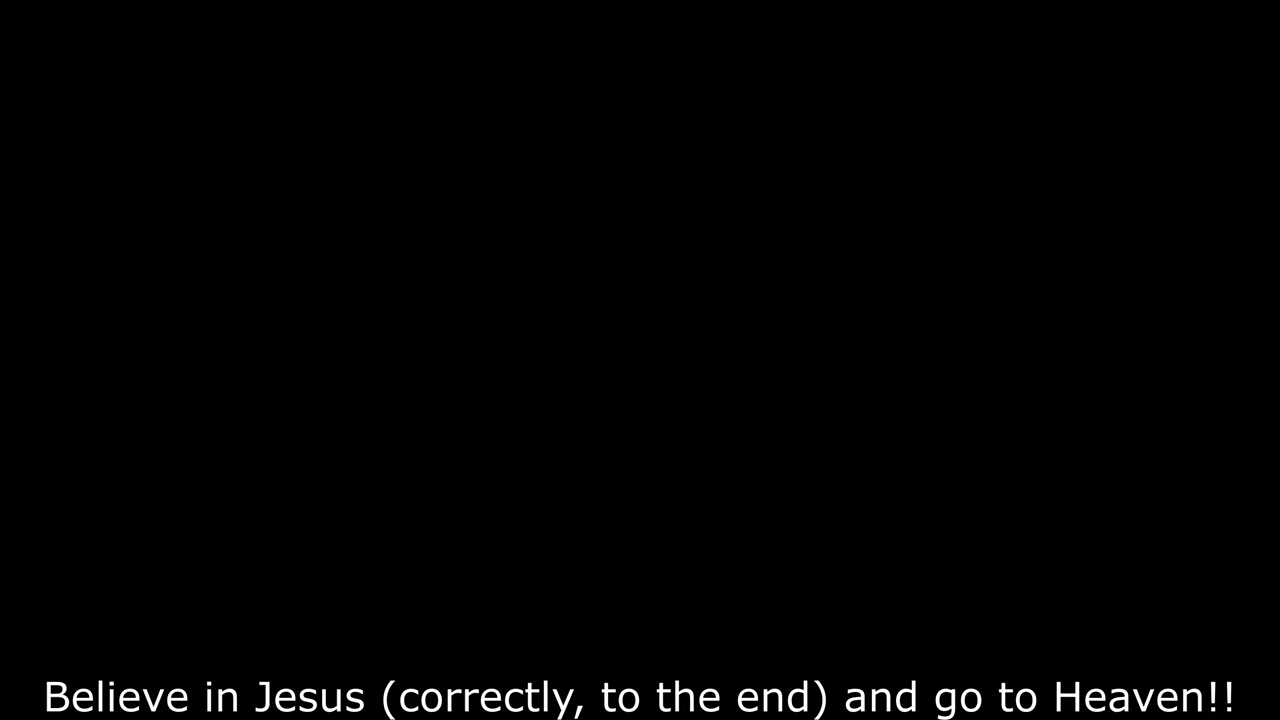 Believe in Jesus (correctly, to the end) and go to Heaven!!